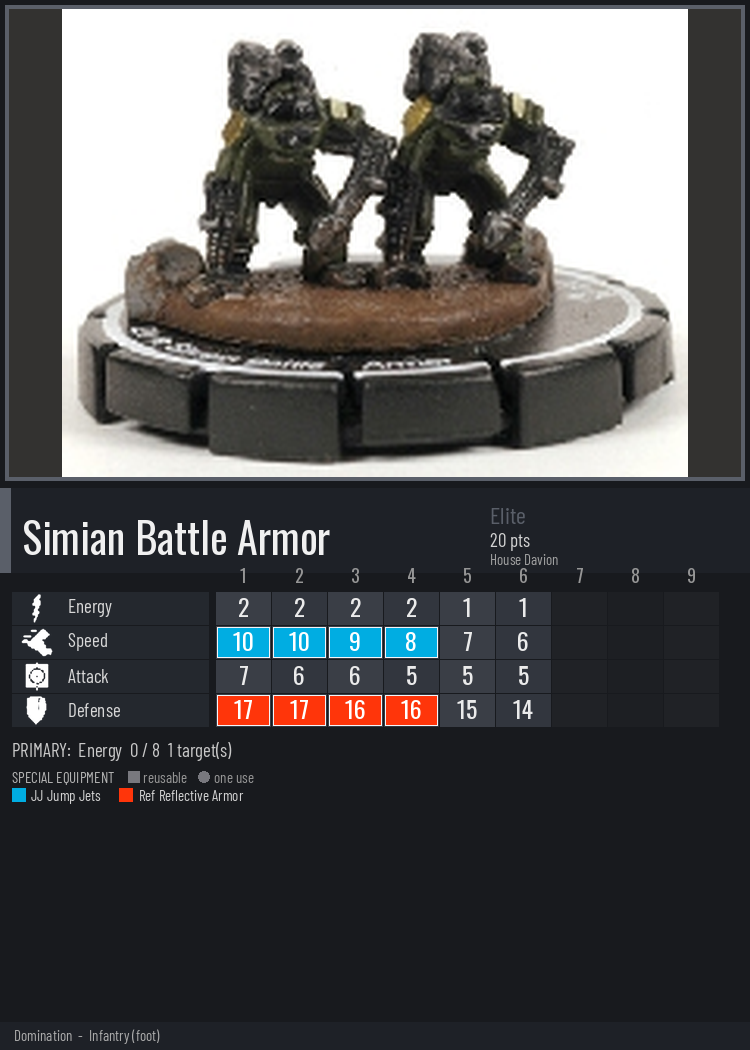 Battle Armor
Simian Battle Armor
Elite
20 pts
House Davion
1 2 3 4 5 6 7 8 9
Energy 2 2 2 2 1 1
Speed 10 10 9 8 7 6
Attack 7 6 6 5 5 5
Defense 17 17 16 16 15 14
PRIMARY: Energy 0 / 8 1 target(s)
SPECIAL EQUIPMENT reusable one use
JJ Jump Jets Ref Reflective Armor
Domination - Infantry (foot)